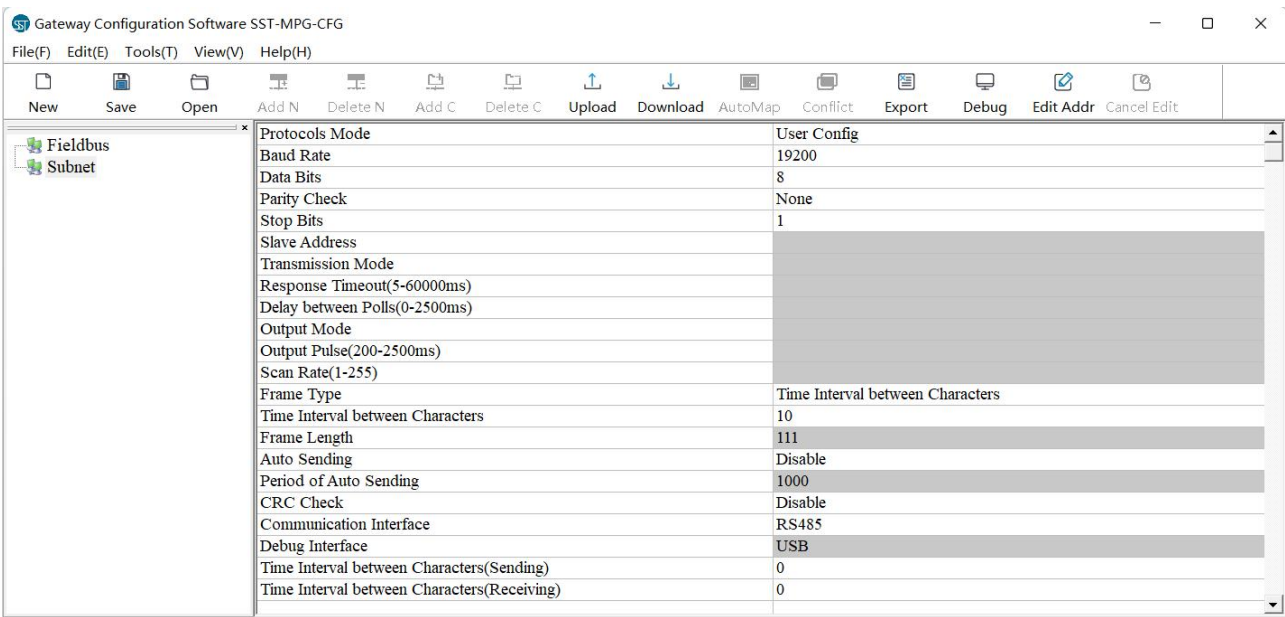 SST Gateway Configuration Software SST-MPG-CFG
File(F) Edit(E) Tools(T) View(V) Help(H)
New Save Open Add N Delete N Add C Delete C Upload Download AutoMap Conflict Export Debug Edit Addr Cancel Edit
Fieldbus
Subnet
Protocols Mode User Config
Baud Rate 19200
Data Bits 8
Parity Check None
Stop Bits 1
Slave Address
Transmission Mode
Response Timeout(5-60000ms)
Delay between Polls(0-2500ms)
Output Mode
Output Pulse(200-2500ms)
Scan Rate(1-255)
Frame Type Time Interval between Characters
Time Interval between Characters 10
Frame Length 111
Auto Sending Disable
Period of Auto Sending 1000
CRC Check Disable
Communication Interface RS485
Debug Interface USB
Time Interval between Characters(Sending) 0
Time Interval between Characters(Receiving) 0